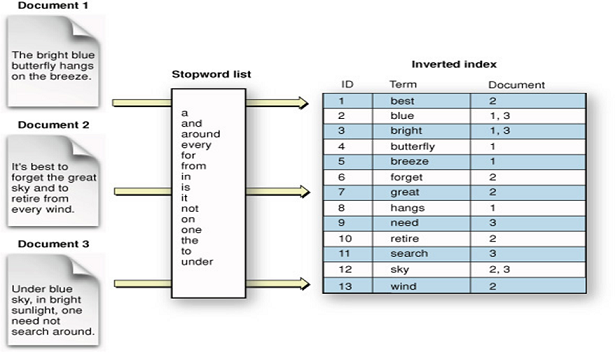 Document 1
The bright blue
butterfly hangs
on the breeze.
Document 2
It's best to
forget the great
sky and to
retire from
every wind.
Document 3
Under blue
sky, in bright
sunlight, one
need not
search around.
Stopword list
a
and
around
every
for
from
in
is
it
not
on
one
the
to
under
Inverted index
ID Term Document
1 best 2
2 blue 1, 3
3 bright 1, 3
4 butterfly 1
5 breeze 1
6 forget 2
7 great 2
8 hangs 1
9 need 3
10 retire 2
11 search 3
12 sky 2, 3
13 wind 2